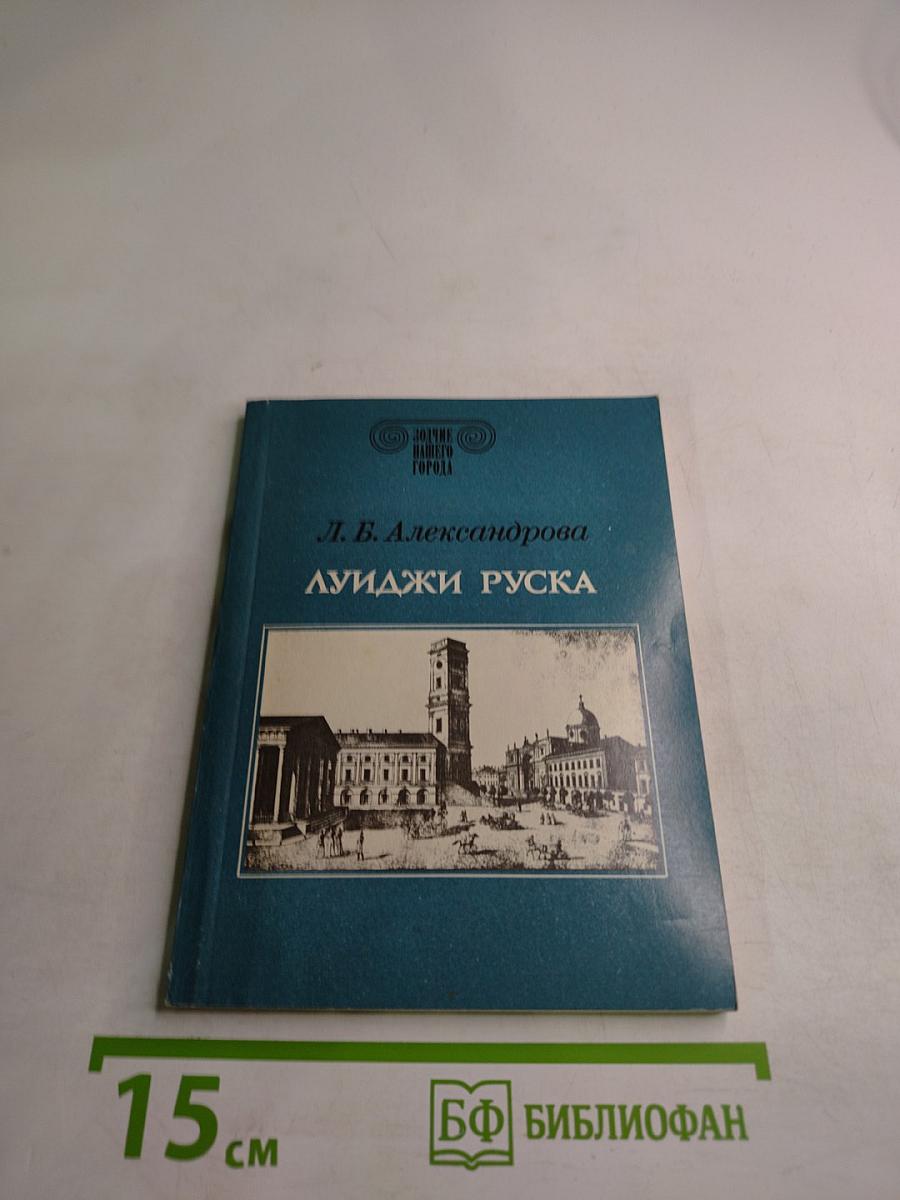 ЗОДЧИЕ
НАШЕГО
ГОРОДА
Л. Б. Александрова
ЛУИДЖИ РУСКА
15 см
БФ БИБЛИОФАН